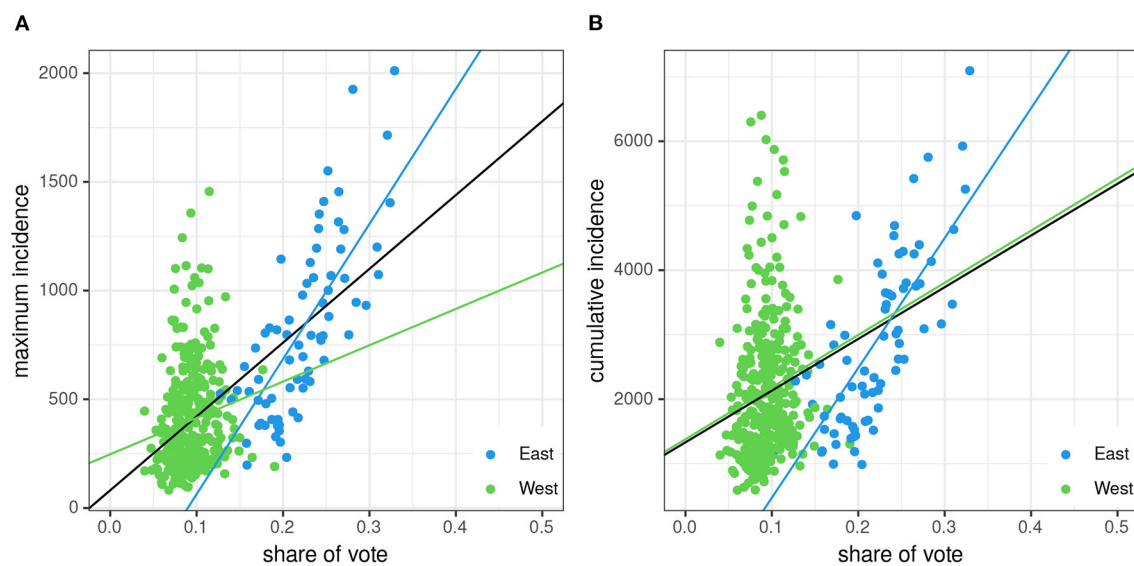 A
maximum incidence
2000
1500
1000
500
0
0.0 0.1 0.2 0.3 0.4 0.5
share of vote
East
West
B
cumulative incidence
6000
4000
2000
0.0 0.1 0.2 0.3 0.4 0.5
share of vote
East
West